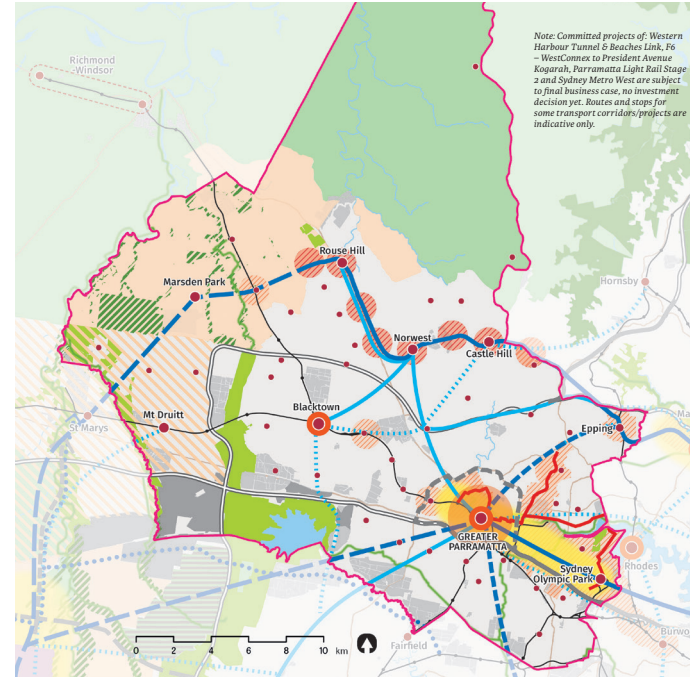 Note: Committed projects of: Western
Harbour Tunnel & Beaches Link, F6
– WestConnex to President Avenue
Kogarah, Parramatta Light Rail Stage
2 and Sydney Metro West are subject
to final business case, no investment
decision yet. Routes and stops for
some transport corridors/projects are
indicative only.
Richmond
-Windsor
Rouse Hill
Marsden Park
Hornsby
Norwest
Castle Hill
Blacktown
St Marys
Mt Druitt
Epping
GREATER
PARRAMATTA
Rhodes
Sydney
Olympic Park
Fairfield
Burwo
0 2 4 6 8 10 km